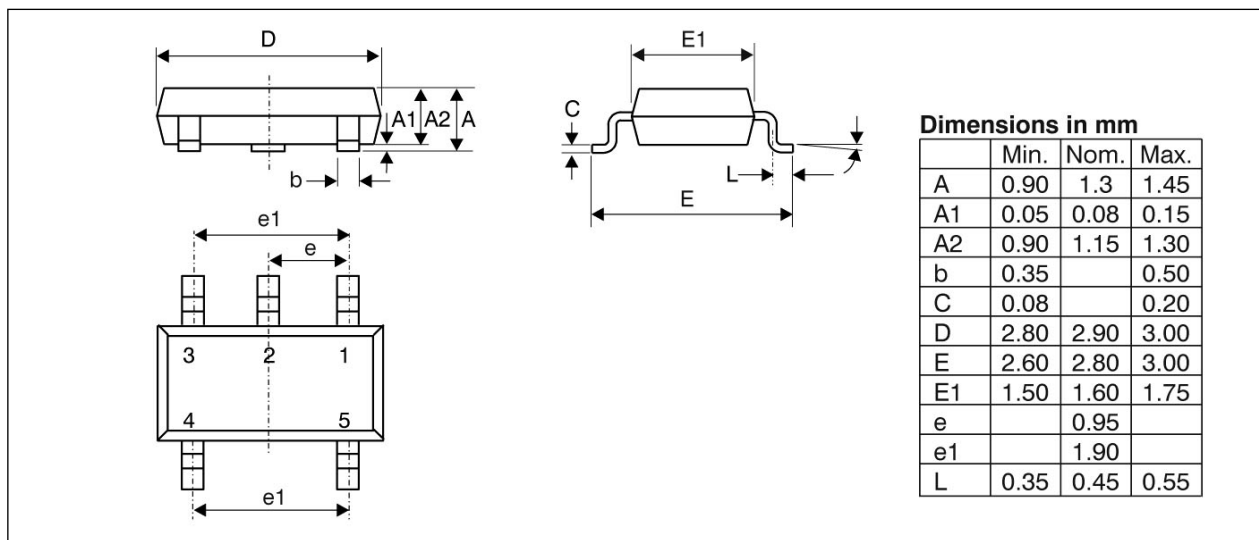 D
A1 A2 A
b
E1
C
L
E
e1
e
3 2 1
4 5
e1
Dimensions in mm
Min. Nom. Max.
A 0.90 1.3 1.45
A1 0.05 0.08 0.15
A2 0.90 1.15 1.30
b 0.35 0.50
C 0.08 0.20
D 2.80 2.90 3.00
E 2.60 2.80 3.00
E1 1.50 1.60 1.75
e 0.95
e1 1.90
L 0.35 0.45 0.55